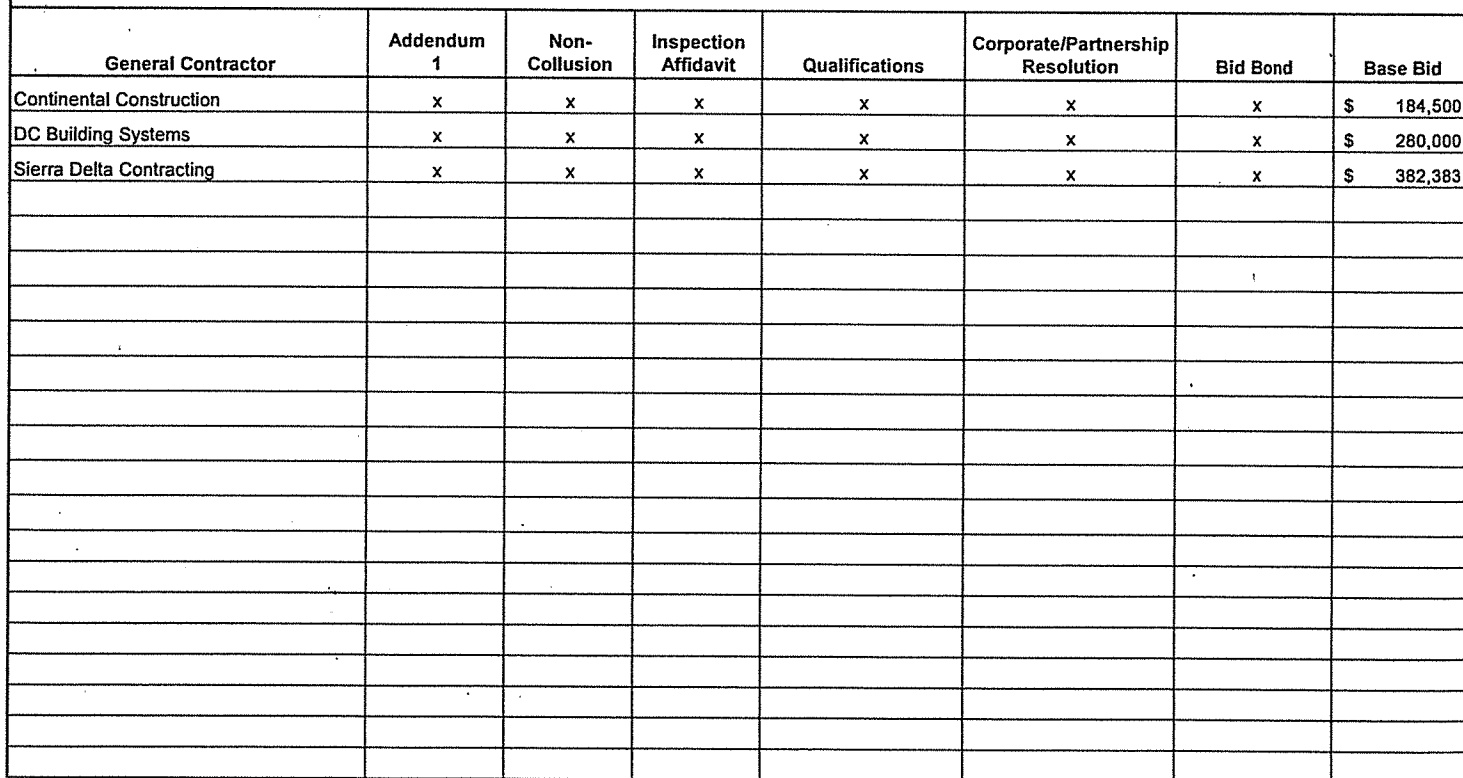 General Contractor Addendum 1 Non-Collusion Inspection Affidavit Qualifications Corporate/Partnership Resolution Bid Bond Base Bid
Continental Construction x x x x x x $ 184,500
DC Building Systems x x x x x x $ 280,000
Sierra Delta Contracting x x x x x x $ 382,383